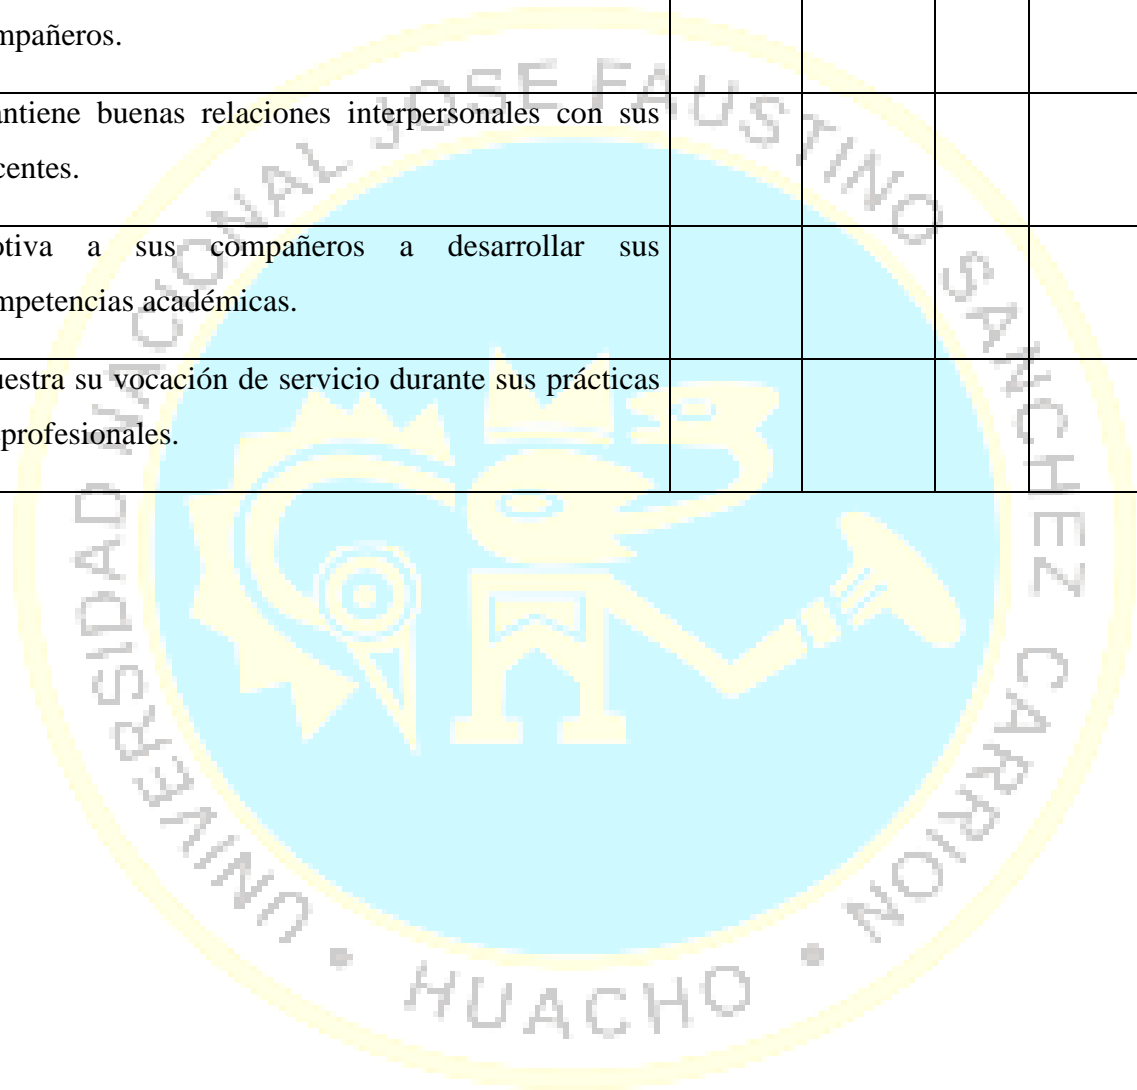 mpañeros.
antiene buenas relaciones interpersonales con sus
centes.
otiva a sus compañeros a desarrollar sus
mpetencias académicas.
uestra su vocación de servicio durante sus prácticas
profesionales.
UNIVERSIDAD NACIONAL JOSE FAUSTINO SANCHEZ CARRION
• HUACHO •